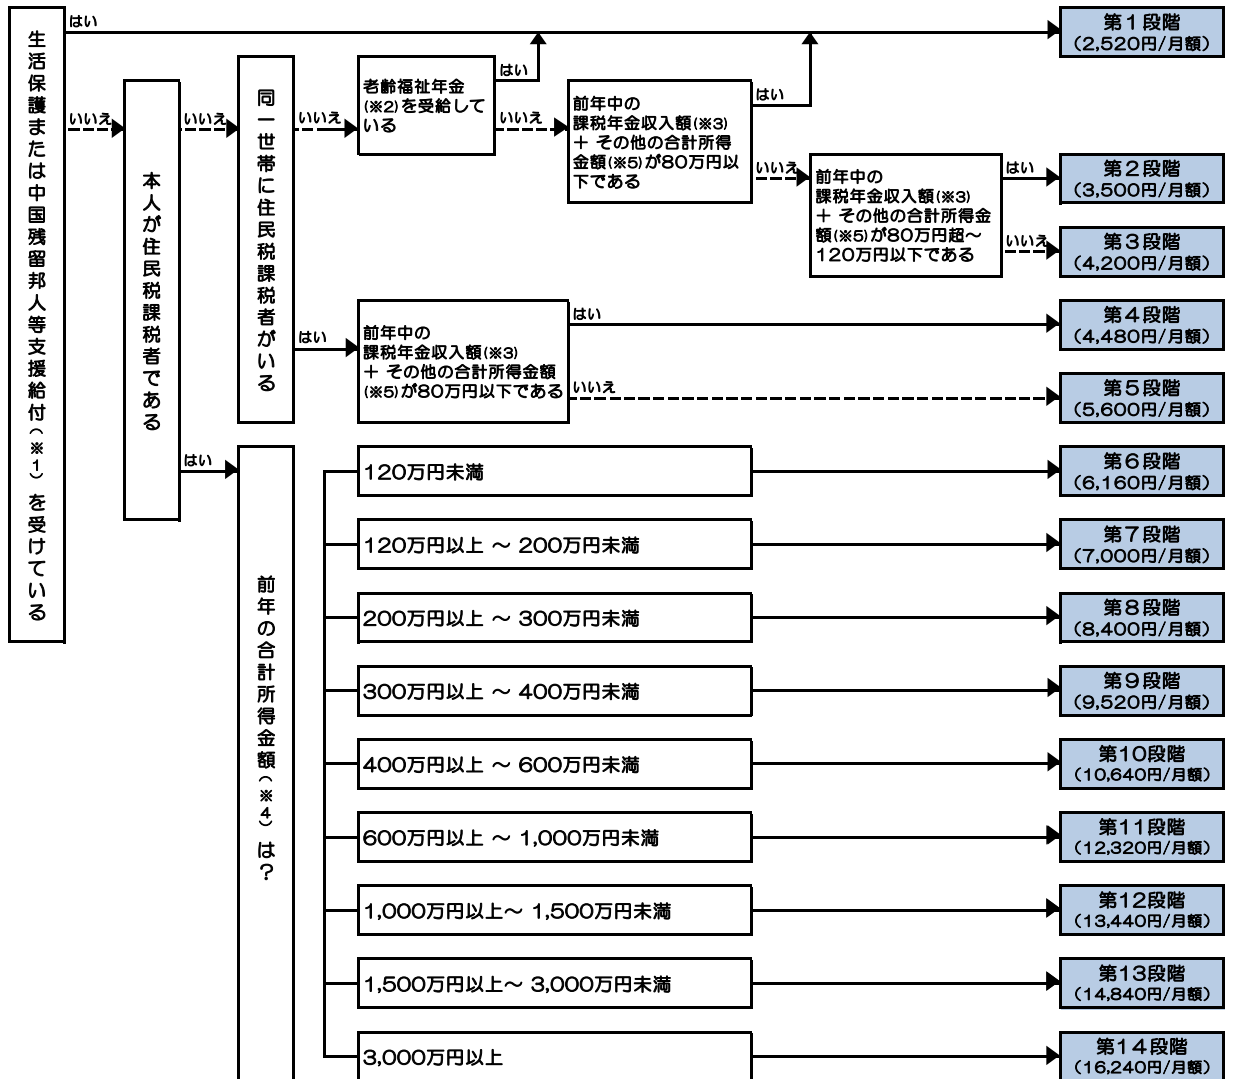 生活保護または中国残留邦人等支援給付（※1）を受けている
はい
いいえ
本人が住民税課税者である
いいえ
はい
同一世帯に住民税課税者がいる
いいえ
はい
老齢福祉年金
(※2)を受給して
いる
はい
いいえ
前年中の
課税年金収入額(※3)
＋ その他の合計所得
金額(※5)が80万円以
下である
はい
いいえ
前年中の
課税年金収入額(※3)
＋ その他の合計所得金
額(※5)が80万円超～
120万円以下である
はい
いいえ
第１段階
（2,520円/月額）
第２段階
（3,500円/月額）
第３段階
（4,200円/月額）
前年中の
課税年金収入額(※3)
＋ その他の合計所得金額
(※5)が80万円以下である
はい
いいえ
第４段階
（4,480円/月額）
第５段階
（5,600円/月額）
前年の合計所得金額（※4）は？
120万円未満
第６段階
（6,160円/月額）
120万円以上 ～ 200万円未満
第７段階
（7,000円/月額）
200万円以上 ～ 300万円未満
第８段階
（8,400円/月額）
300万円以上 ～ 400万円未満
第９段階
（9,520円/月額）
400万円以上 ～ 600万円未満
第10段階
（10,640円/月額）
600万円以上 ～ 1,000万円未満
第11段階
（12,320円/月額）
1,000万円以上～ 1,500万円未満
第12段階
（13,440円/月額）
1,500万円以上～ 3,000万円未満
第13段階
（14,840円/月額）
3,000万円以上
第14段階
（16,240円/月額）